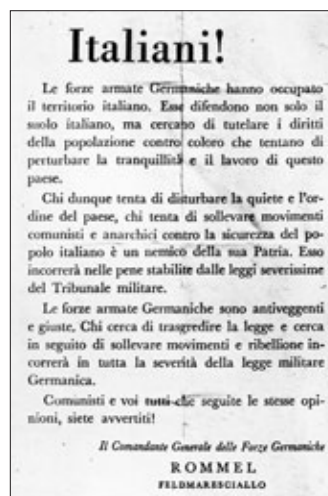 Italiani!
Le forze armate Germaniche hanno occupato
il territorio italiano. Esse difendono non solo il
suolo italiano, ma cercano di tutelare i diritti
della popolazione contro coloro che tentano di
perturbare la tranquillità e il lavoro di questo
paese.
Chi dunque tenta di disturbare la quiete e l'or-
dine del paese, chi tenta di sollevare movimenti
comunisti e anarchici contro la sicurezza del po-
polo italiano è un nemico della sua Patria. Esso
incorrerà nelle pene stabilite dalle leggi severissime
del Tribunale militare.
Le forze armate Germaniche sono antiveggenti
e giuste. Chi cerca di trasgredire la legge e cerca
in seguito di sollevare movimenti e ribellione in-
correrà in tutta la severità della legge militare
Germanica.
Comunisti e voi tutti che seguite le stesse opi-
nioni, siete avvertiti!
Il Comandante Generale delle Forze Germaniche
ROMMEL
FELDMARESCIALLO